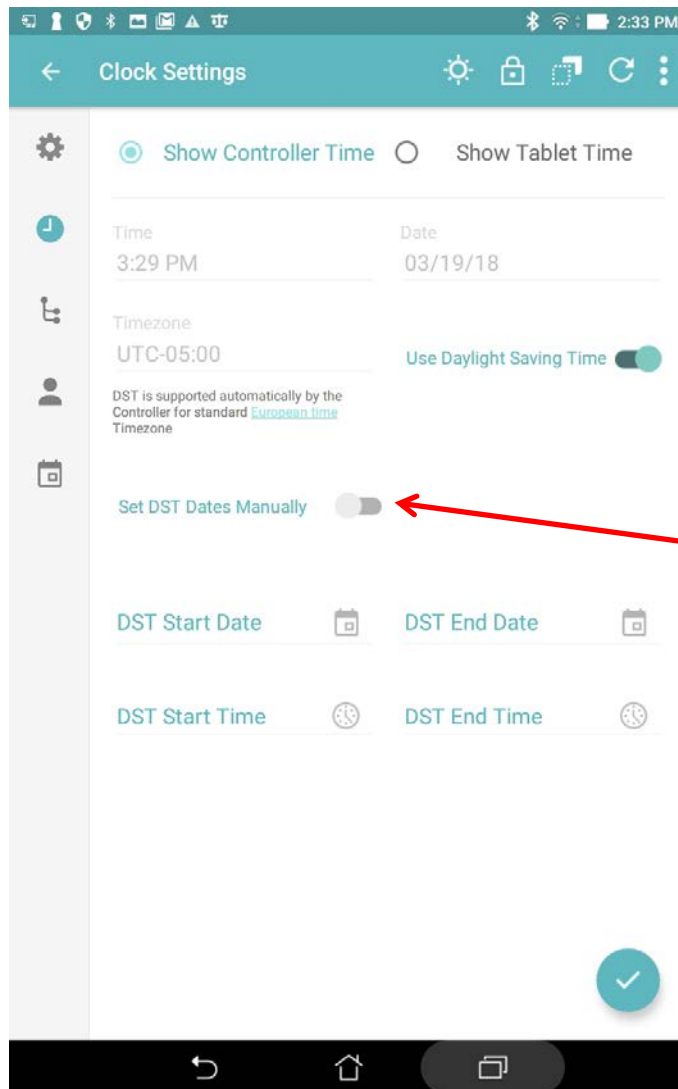 2:33 PM
Clock Settings
Show Controller Time
Show Tablet Time
Time
Date
3:29 PM
03/19/18
Timezone
UTC-05:00
Use Daylight Saving Time
DST is supported automatically by the
Controller for standard European time
Timezone
Set DST Dates Manually
DST Start Date
DST End Date
DST Start Time
DST End Time